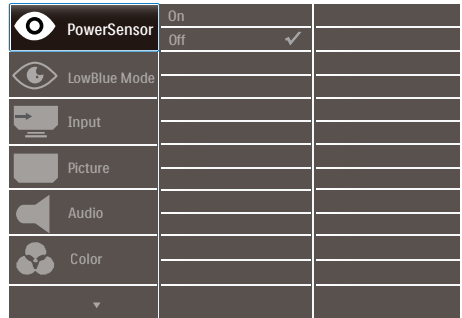 PowerSensor
On
Off
LowBlue Mode
Input
Picture
Audio
Color